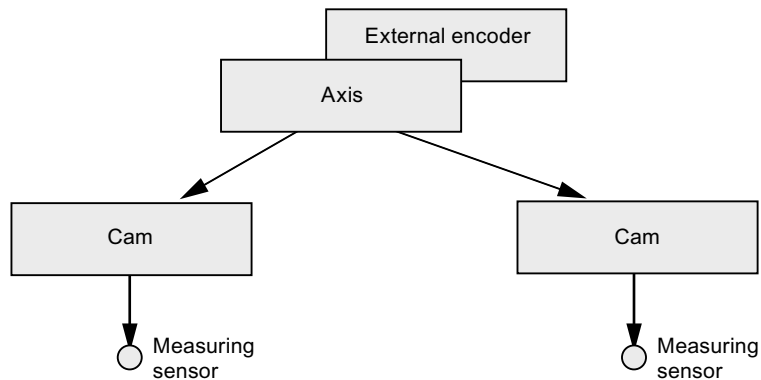 External encoder
Axis
Cam
Cam
Measuring
sensor
Measuring
sensor